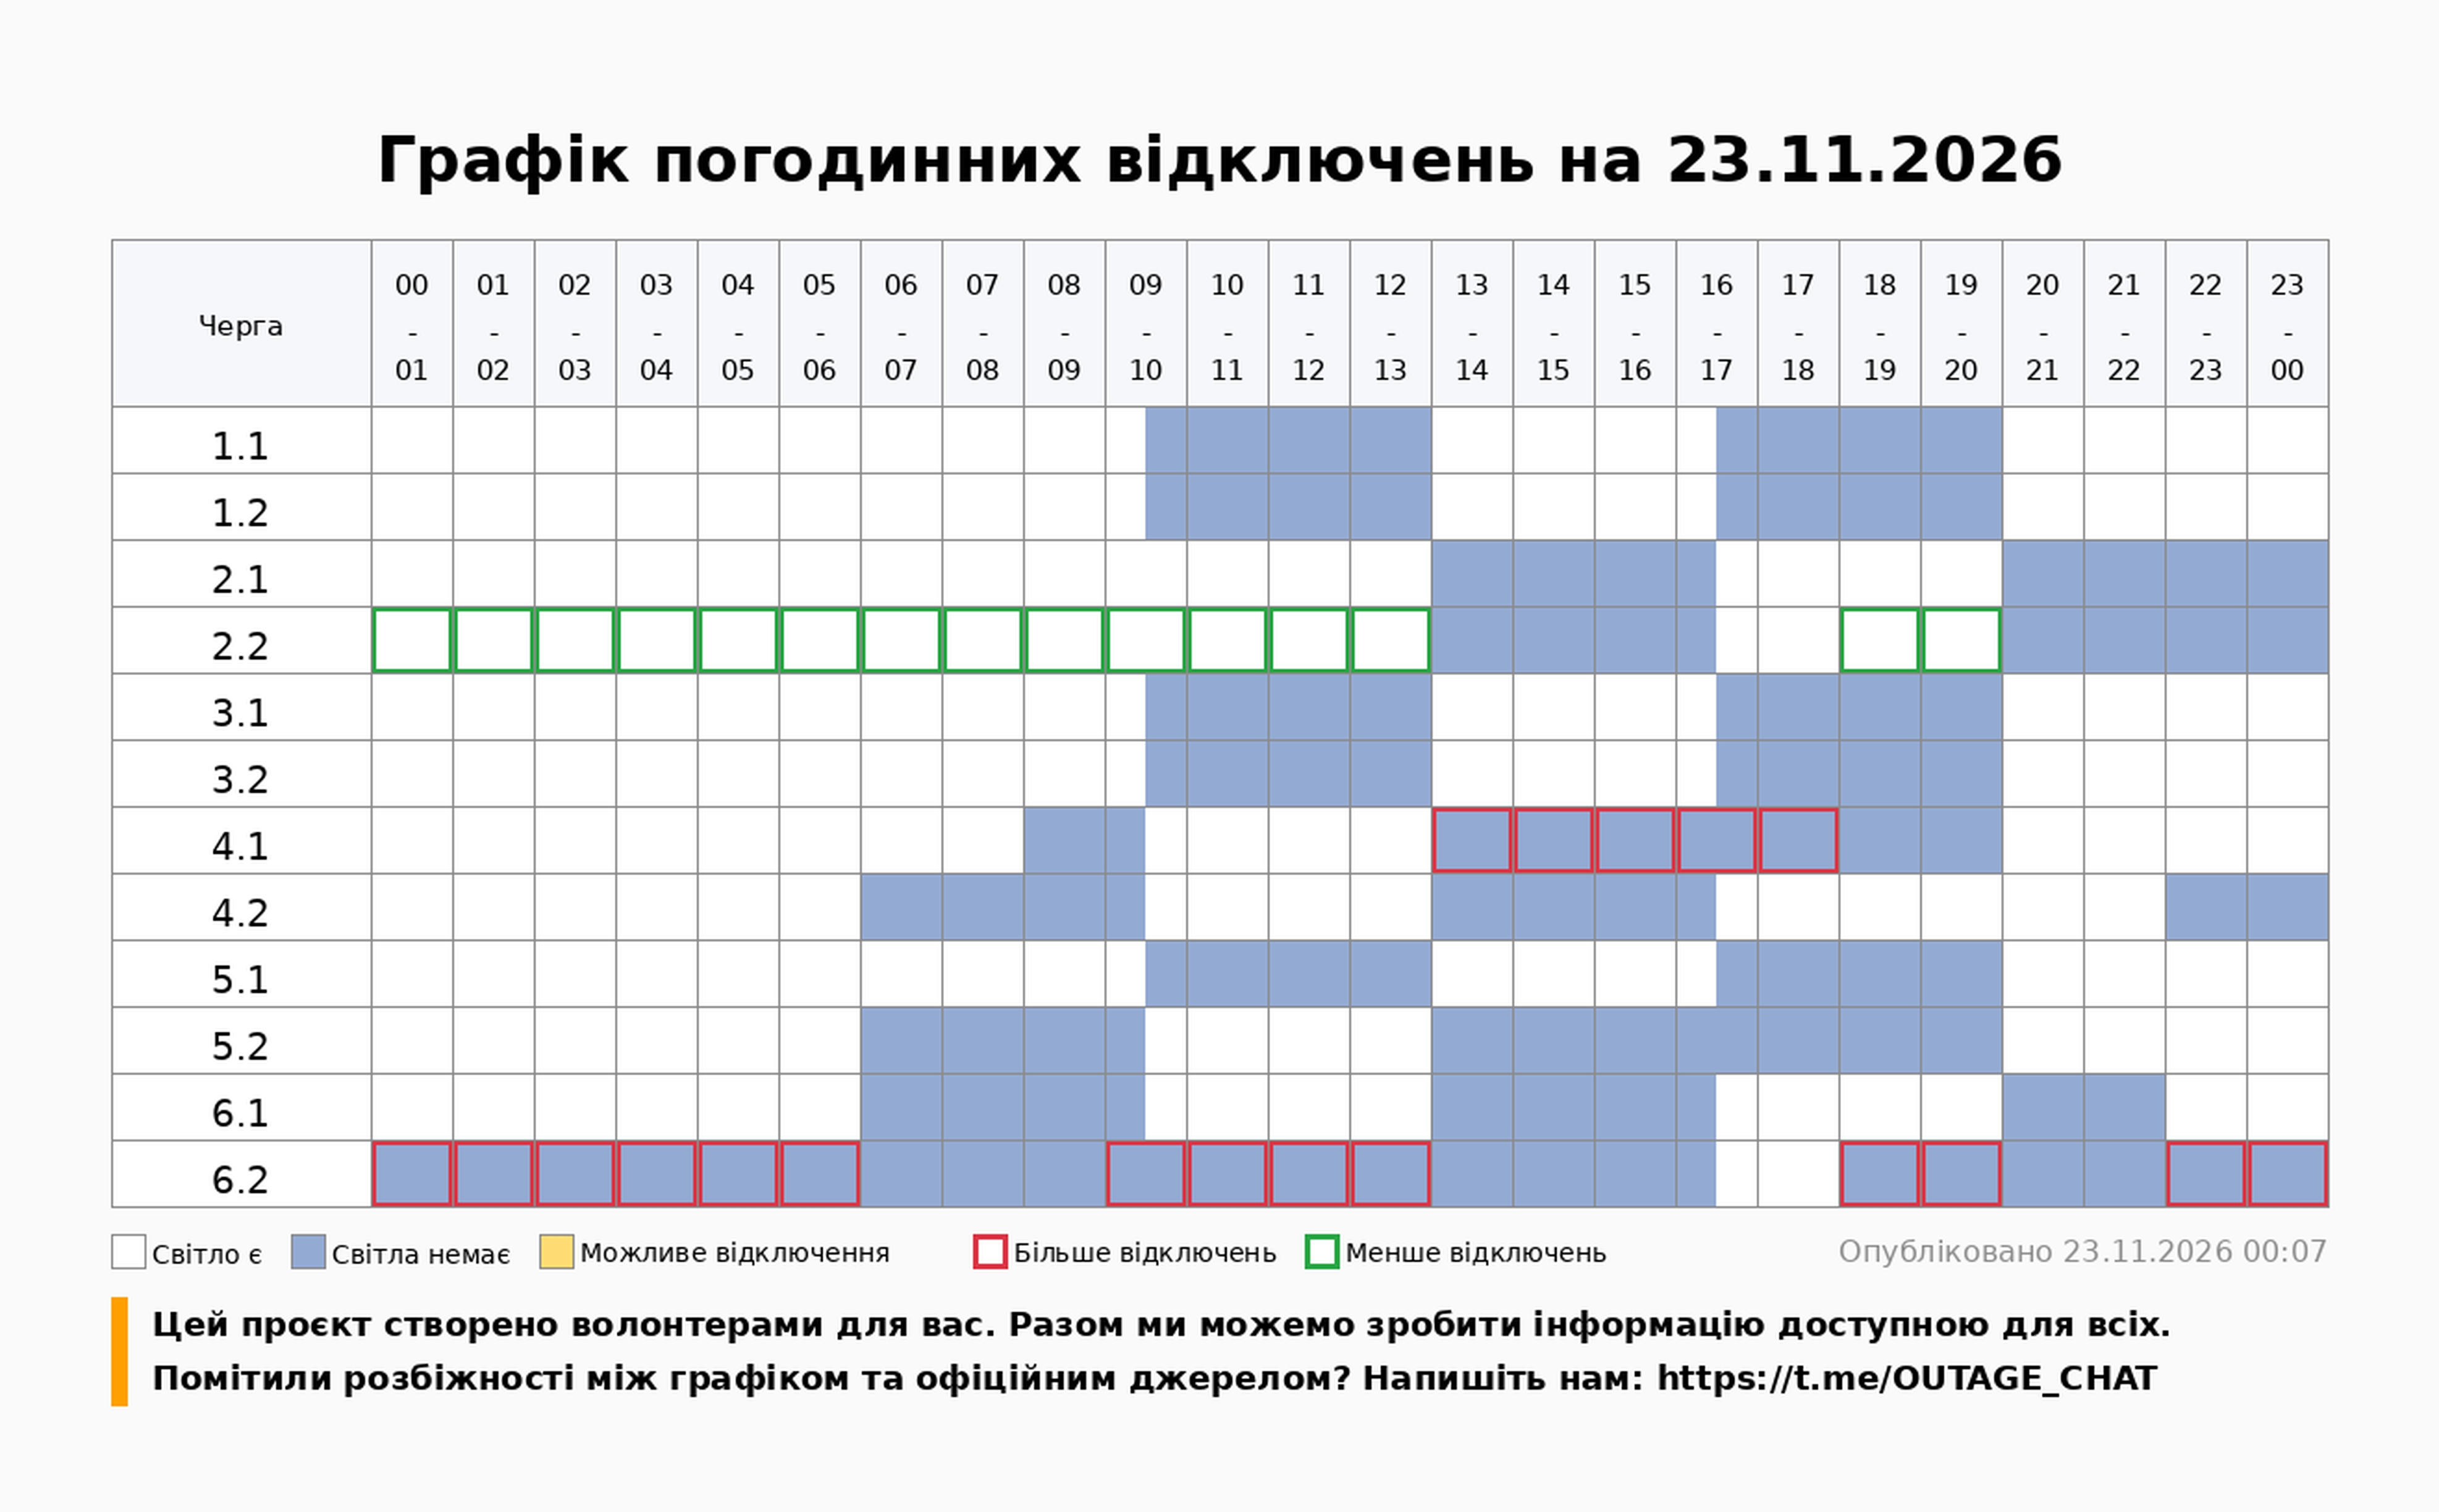 Графік погодинних відключень на 23.11.2026
Черга
00 - 01
01 - 02
02 - 03
03 - 04
04 - 05
05 - 06
06 - 07
07 - 08
08 - 09
09 - 10
10 - 11
11 - 12
12 - 13
13 - 14
14 - 15
15 - 16
16 - 17
17 - 18
18 - 19
19 - 20
20 - 21
21 - 22
22 - 23
23 - 00
1.1
1.2
2.1
2.2
3.1
3.2
4.1
4.2
5.1
5.2
6.1
6.2
Світло є
Світла немає
Можливе відключення
Більше відключень
Менше відключень
Опубліковано 23.11.2026 00:07
Цей проєкт створено волонтерами для вас. Разом ми можемо зробити інформацію доступною для всіх.
Помітили розбіжності між графіком та офіційним джерелом? Напишіть нам: https://t.me/OUTAGE_CHAT